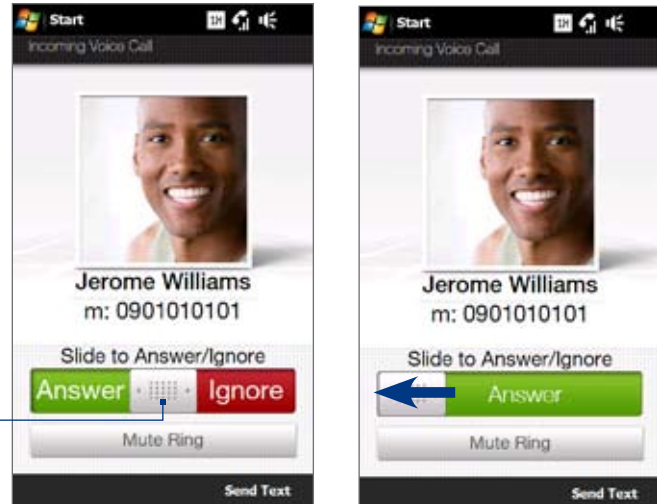 Start
Incoming Voice Call
Jerome Williams
m: 0901010101
Slide to Answer/Ignore
Answer Ignore
Mute Ring
Send Text
Start
Incoming Voice Call
Jerome Williams
m: 0901010101
Slide to Answer/Ignore
Answer
Mute Ring
Send Text